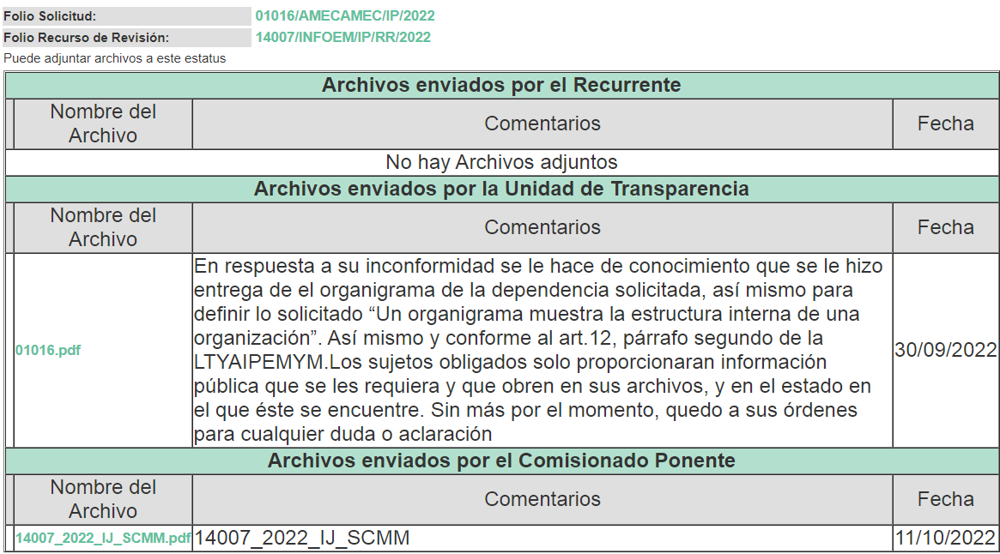 Folio Solicitud: 01016/AMECAMEC/IP/2022
Folio Recurso de Revisión: 14007/INFOEM/IP/RR/2022
Puede adjuntar archivos a este estatus
Archivos enviados por el Recurrente
Nombre del
Archivo
Comentarios
Fecha
No hay Archivos adjuntos
Archivos enviados por la Unidad de Transparencia
Nombre del
Archivo
Comentarios
Fecha
01016.pdf
En respuesta a su inconformidad se le hace de conocimiento que se le hizo
entrega de el organigrama de la dependencia solicitada, así mismo para
definir lo solicitado “Un organigrama muestra la estructura interna de una
organización”. Así mismo y conforme al art.12, párrafo segundo de la
LTYAIPEMYM.Los sujetos obligados solo proporcionaran información
pública que se les requiera y que obren en sus archivos, y en el estado en
el que éste se encuentre. Sin más por el momento, quedo a sus órdenes
para cualquier duda o aclaración
30/09/2022
Archivos enviados por el Comisionado Ponente
Nombre del
Archivo
Comentarios
Fecha
14007_2022_IJ_SCMM.pdf
14007_2022_IJ_SCMM
11/10/2022